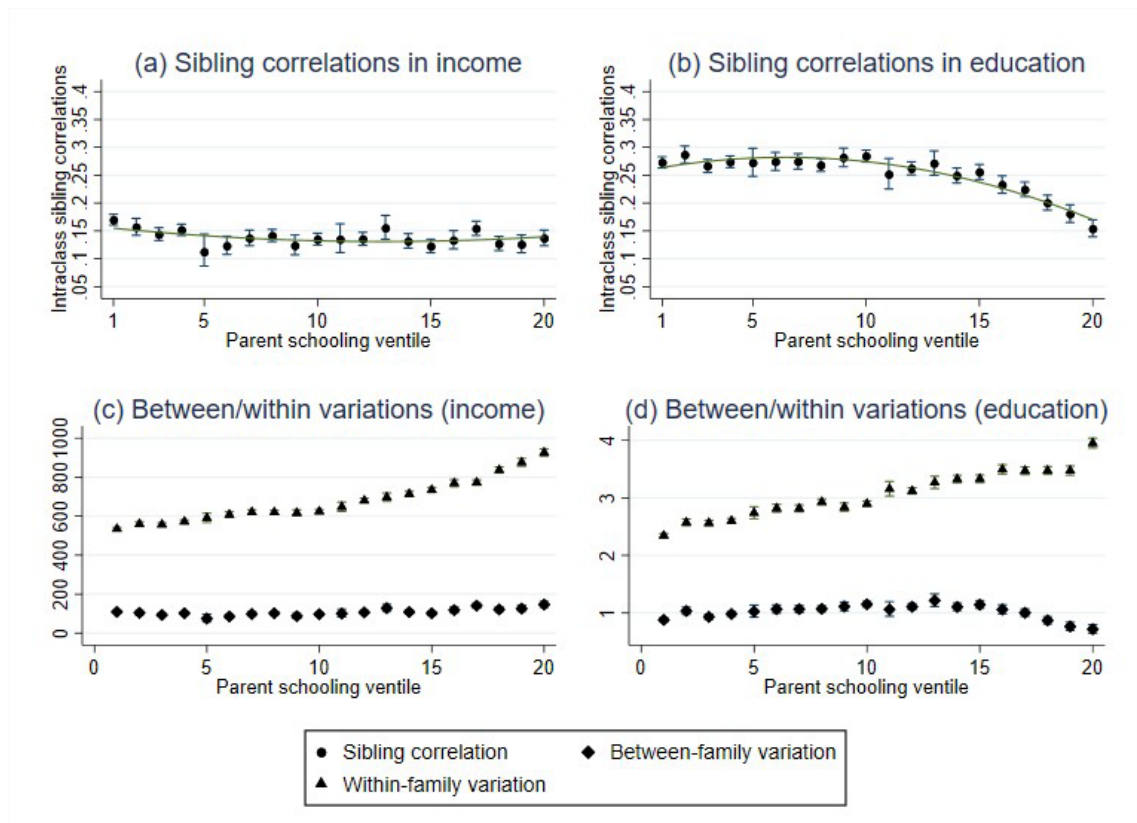 (a) Sibling correlations in income
Intraclass sibling correlations
.05 .1 .15 .2 .25 .3 .35 .4
1 5 10 15 20
Parent schooling ventile
(b) Sibling correlations in education
Intraclass sibling correlations
.05 .1 .15 .2 .25 .3 .35 .4
1 5 10 15 20
Parent schooling ventile
(c) Between/within variations (income)
0 200 400 600 800 1000
0 5 10 15 20
Parent schooling ventile
(d) Between/within variations (education)
1 2 3 4
0 5 10 15 20
Parent schooling ventile
Sibling correlation
Between-family variation
Within-family variation